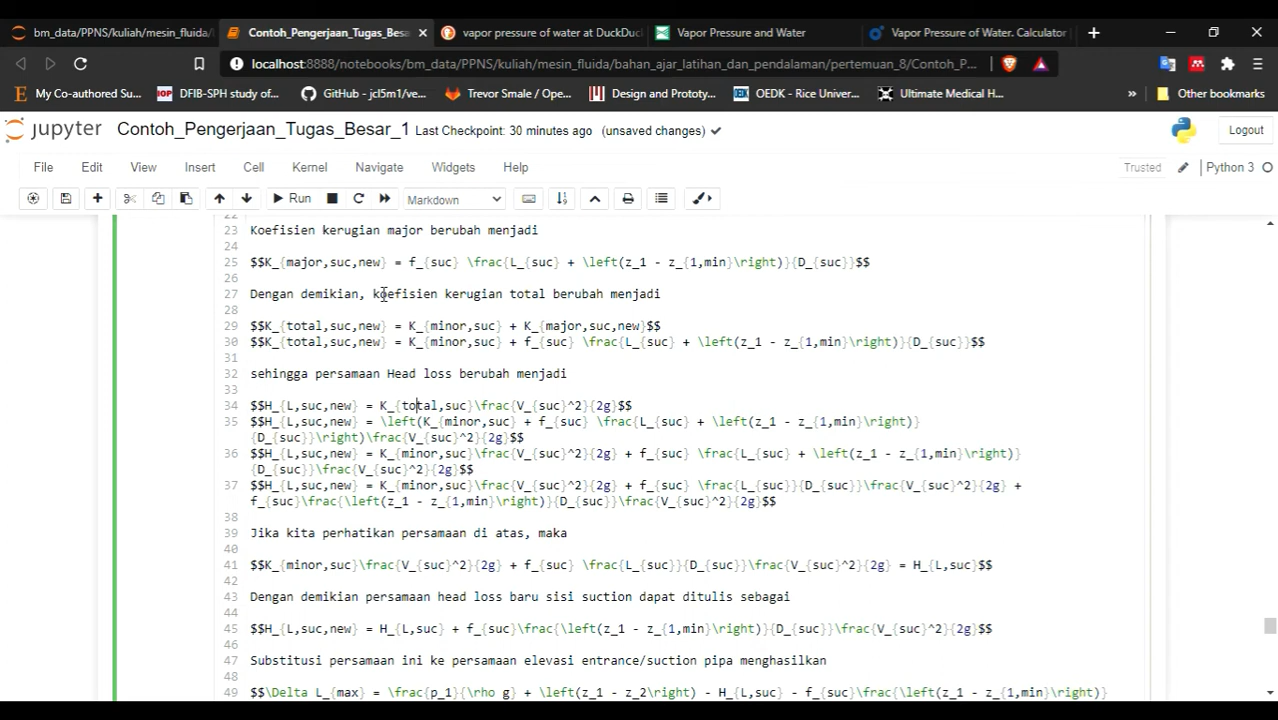 bm_data/PPNS/kuliah/mesin_fluida/
Contoh_Pengerjaan_Tugas_Besa
vapor pressure of water at DuckDuc
Vapor Pressure and Water
Vapor Pressure of Water. Calculator
localhost:8888/notebooks/bm_data/PPNS/kuliah/mesin_fluida/bahan_ajar_latihan_dan_pendalaman/pertemuan_8/Contoh_P...
My Co-authored Su...
IOP
DFIB-SPH study of...
GitHub - jcl5m1/ve...
Trevor Smale / Ope...
Design and Prototy...
OEDK - Rice Univer...
Ultimate Medical H...
»
Other bookmarks
jupyter
Contoh_Pengerjaan_Tugas_Besar_1
Last Checkpoint: 30 minutes ago
(unsaved changes)
Logout
File
Edit
View
Insert
Cell
Kernel
Navigate
Widgets
Help
Trusted
Python 3
Run
Markdown
22
23 Koefisien kerugian major berubah menjadi
24
25 $$K_{major,suc,new} = f_{suc} \frac{L_{suc} + \left(z_1 - z_{1,min}\right)}{D_{suc}}$$
26
27 Dengan demikian, koefisien kerugian total berubah menjadi
28
29 $$K_{total,suc,new} = K_{minor,suc} + K_{major,suc,new}$$
30 $$K_{total,suc,new} = K_{minor,suc} + f_{suc} \frac{L_{suc} + \left(z_1 - z_{1,min}\right)}{D_{suc}}$$
31
32 sehingga persamaan Head loss berubah menjadi
33
34 $$H_{L,suc,new} = K_{total,suc}\frac{V_{suc}^2}{2g}$$
35 $$H_{L,suc,new} = \left(K_{minor,suc} + f_{suc} \frac{L_{suc} + \left(z_1 - z_{1,min}\right)}
{D_{suc}}\right)\frac{V_{suc}^2}{2g}$$
36 $$H_{L,suc,new} = K_{minor,suc}\frac{V_{suc}^2}{2g} + f_{suc} \frac{L_{suc} + \left(z_1 - z_{1,min}\right)}
{D_{suc}}\frac{V_{suc}^2}{2g}$$
37 $$H_{L,suc,new} = K_{minor,suc}\frac{V_{suc}^2}{2g} + f_{suc} \frac{L_{suc}}{D_{suc}}\frac{V_{suc}^2}{2g} +
f_{suc}\frac{\left(z_1 - z_{1,min}\right)}{D_{suc}}\frac{V_{suc}^2}{2g}$$
38
39 Jika kita perhatikan persamaan di atas, maka
40
41 $$K_{minor,suc}\frac{V_{suc}^2}{2g} + f_{suc} \frac{L_{suc}}{D_{suc}}\frac{V_{suc}^2}{2g} = H_{L,suc}$$
42
43 Dengan demikian persamaan head loss baru sisi suction dapat ditulis sebagai
44
45 $$H_{L,suc,new} = H_{L,suc} + f_{suc}\frac{\left(z_1 - z_{1,min}\right)}{D_{suc}}\frac{V_{suc}^2}{2g}$$
46
47 Substitusi persamaan ini ke persamaan elevasi entrance/suction pipa menghasilkan
48
49 $$\Delta L_{max} = \frac{p_1}{\rho g} + \left(z_1 - z_2\right) - H_{L,suc} - f_{suc}\frac{\left(z_1 - z_{1,min}\right)}